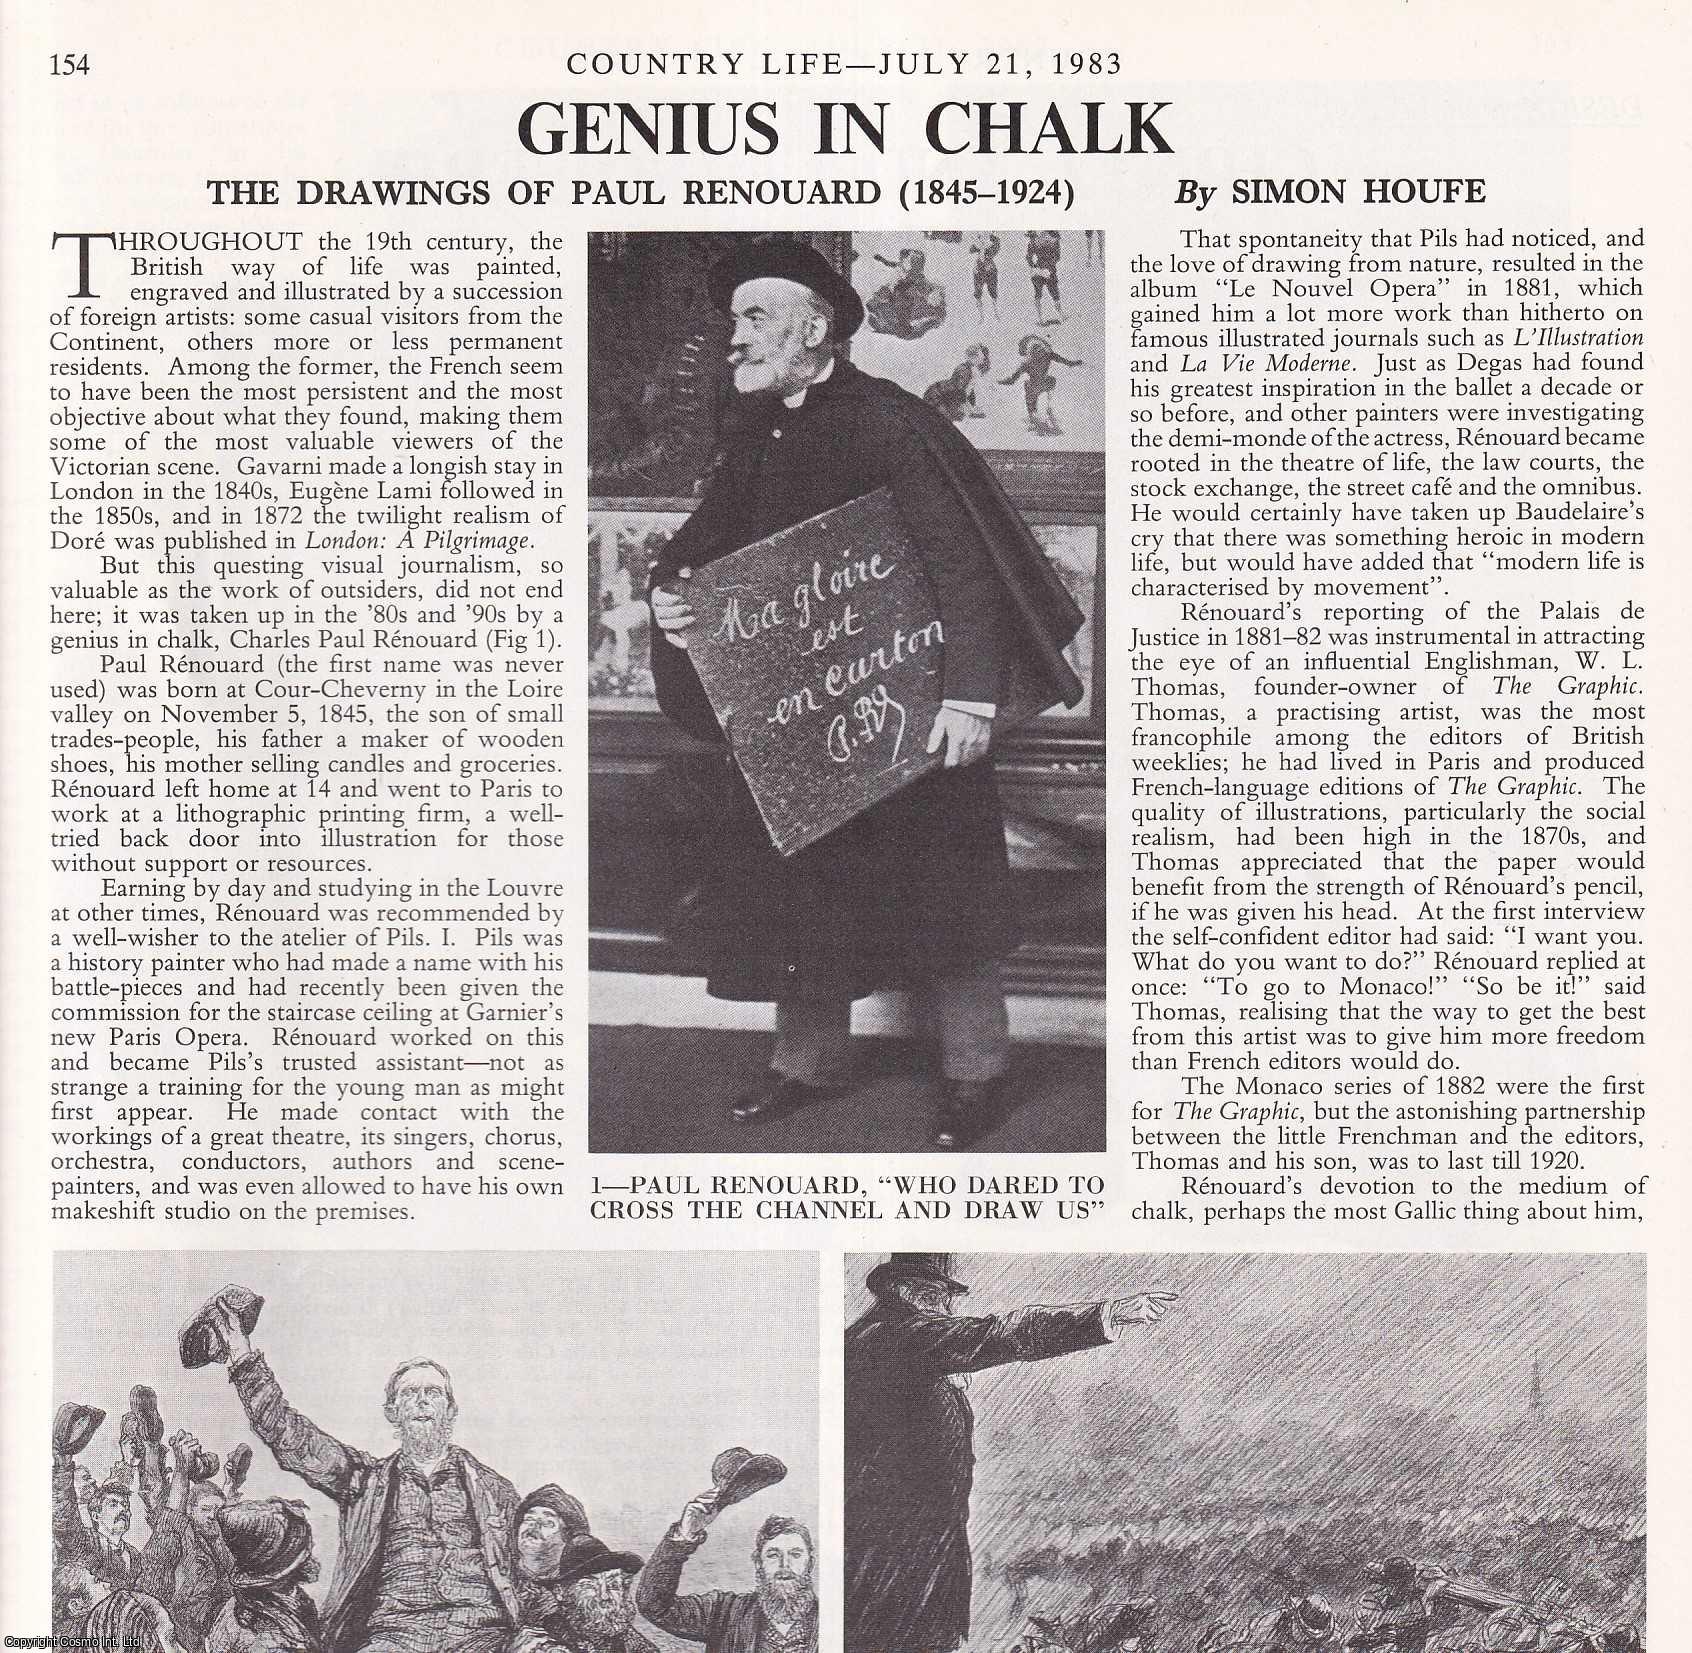 154
COUNTRY LIFE—JULY 21, 1983
GENIUS IN CHALK
THE DRAWINGS OF PAUL RENOUARD (1845–1924)
By SIMON HOUFE
THROUGHOUT the 19th century, the
British way of life was painted,
engraved and illustrated by a succession
of foreign artists: some casual visitors from the
Continent, others more or less permanent
residents. Among the former, the French seem
to have been the most persistent and the most
objective about what they found, making them
some of the most valuable viewers of the
Victorian scene. Gavarni made a longish stay in
London in the 1840s, Eugène Lami followed in
the 1850s, and in 1872 the twilight realism of
Doré was published in London: A Pilgrimage.
But this questing visual journalism, so
valuable as the work of outsiders, did not end
here; it was taken up in the ’80s and ’90s by a
genius in chalk, Charles Paul Rénouard (Fig 1).
Paul Rénouard (the first name was never
used) was born at Cour-Cheverny in the Loire
valley on November 5, 1845, the son of small
trades-people, his father a maker of wooden
shoes, his mother selling candles and groceries.
Rénouard left home at 14 and went to Paris to
work at a lithographic printing firm, a well-
tried back door into illustration for those
without support or resources.
Earning by day and studying in the Louvre
at other times, Rénouard was recommended by
a well-wisher to the atelier of Pils. I. Pils was
a history painter who had made a name with his
battle-pieces and had recently been given the
commission for the staircase ceiling at Garnier’s
new Paris Opera. Rénouard worked on this
and became Pils’s trusted assistant—not as
strange a training for the young man as might
first appear. He made contact with the
workings of a great theatre, its singers, chorus,
orchestra, conductors, authors and scene-
painters, and was even allowed to have his own
makeshift studio on the premises.
Ma gloire
est
en carton
P. Rd
1—PAUL RENOUARD, “WHO DARED TO
CROSS THE CHANNEL AND DRAW US”
That spontaneity that Pils had noticed, and
the love of drawing from nature, resulted in the
album “Le Nouvel Opera” in 1881, which
gained him a lot more work than hitherto on
famous illustrated journals such as L’Illustration
and La Vie Moderne. Just as Degas had found
his greatest inspiration in the ballet a decade or
so before, and other painters were investigating
the demi-monde of the actress, Rénouard became
rooted in the theatre of life, the law courts, the
stock exchange, the street café and the omnibus.
He would certainly have taken up Baudelaire’s
cry that there was something heroic in modern
life, but would have added that “modern life is
characterised by movement”.
Rénouard’s reporting of the Palais de
Justice in 1881–82 was instrumental in attracting
the eye of an influential Englishman, W. L.
Thomas, founder-owner of The Graphic.
Thomas, a practising artist, was the most
francophile among the editors of British
weeklies; he had lived in Paris and produced
French-language editions of The Graphic. The
quality of illustrations, particularly the social
realism, had been high in the 1870s, and
Thomas appreciated that the paper would
benefit from the strength of Rénouard’s pencil,
if he was given his head. At the first interview
the self-confident editor had said: “I want you.
What do you want to do?” Rénouard replied at
once: “To go to Monaco!” “So be it!” said
Thomas, realising that the way to get the best
from this artist was to give him more freedom
than French editors would do.
The Monaco series of 1882 were the first
for The Graphic, but the astonishing partnership
between the little Frenchman and the editors,
Thomas and his son, was to last till 1920.
Rénouard’s devotion to the medium of
chalk, perhaps the most Gallic thing about him,
Copyright Cosmo Int. Ltd